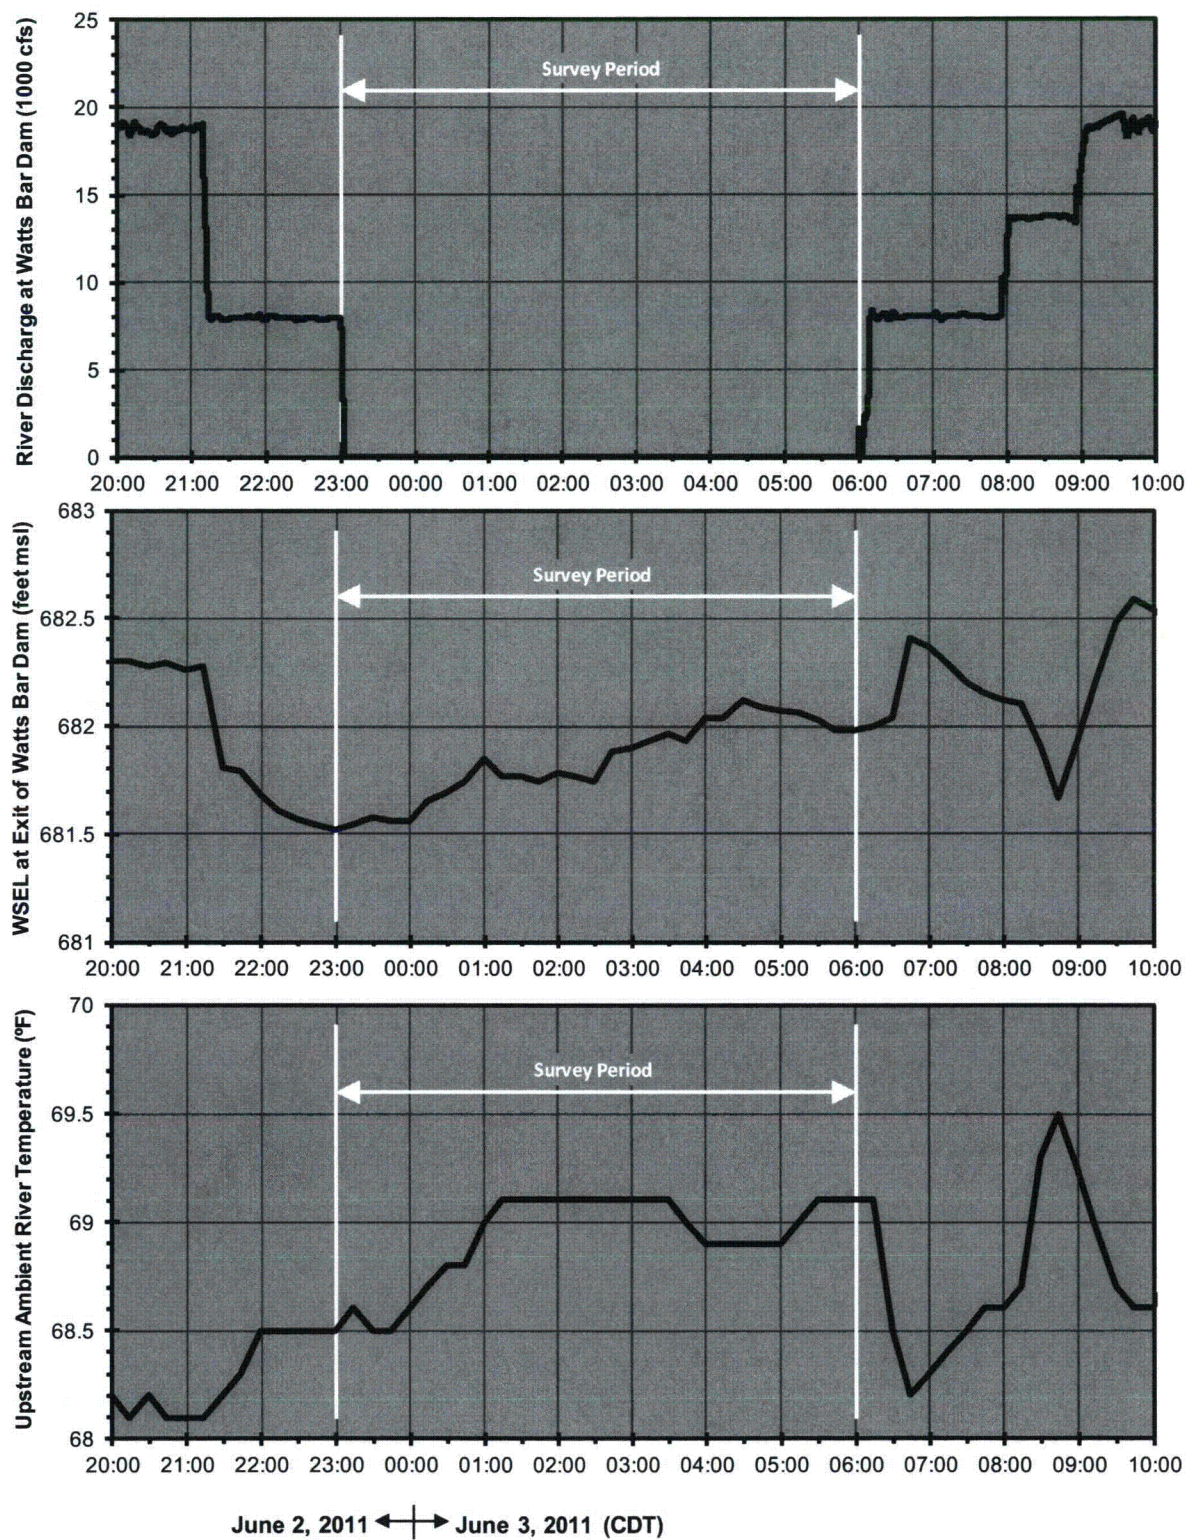 River Discharge at Watts Bar Dam (1000 cfs)
25
20
15
10
5
0
Survey Period
20:00 21:00 22:00 23:00 00:00 01:00 02:00 03:00 04:00 05:00 06:00 07:00 08:00 09:00 10:00
WSEL at Exit of Watts Bar Dam (feet msl)
683
682.5
682
681.5
681
Survey Period
20:00 21:00 22:00 23:00 00:00 01:00 02:00 03:00 04:00 05:00 06:00 07:00 08:00 09:00 10:00
Upstream Ambient River Temperature (ºF)
70
69.5
69
68.5
68
Survey Period
20:00 21:00 22:00 23:00 00:00 01:00 02:00 03:00 04:00 05:00 06:00 07:00 08:00 09:00 10:00
June 2, 2011 June 3, 2011 (CDT)